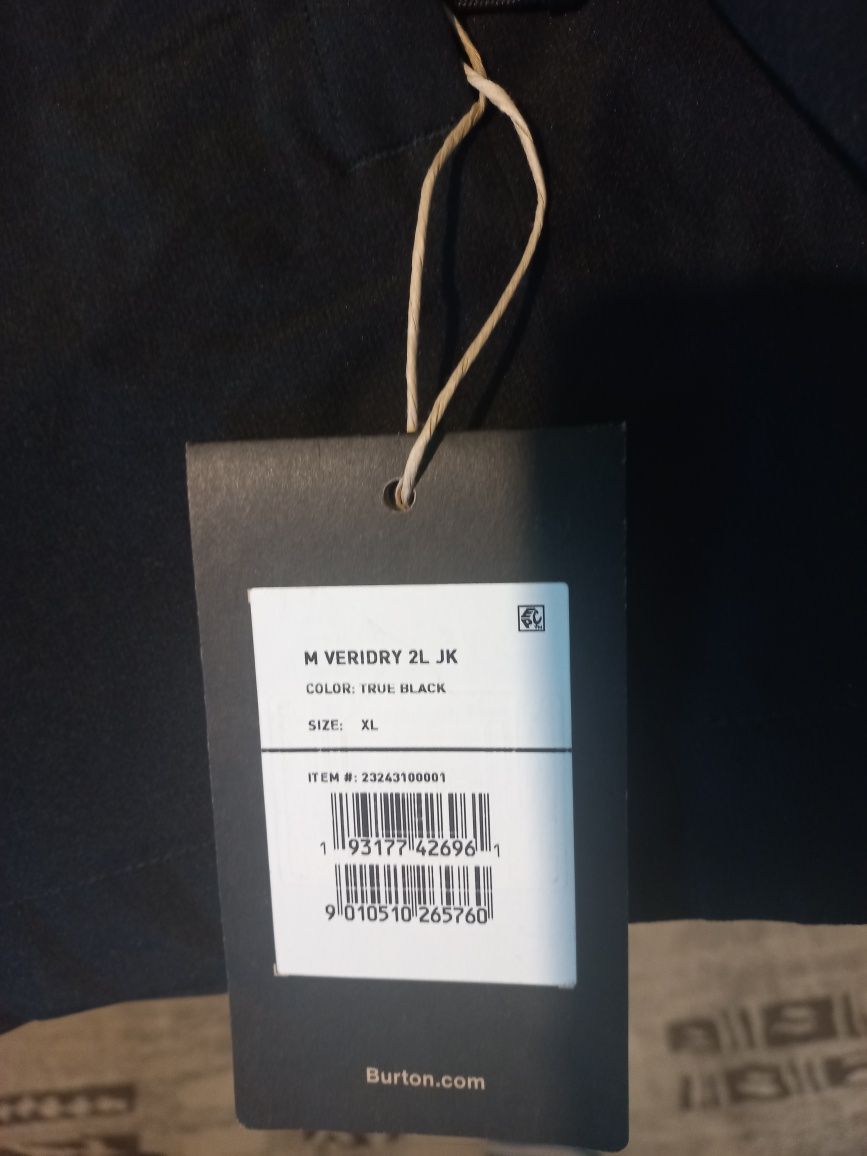 M VERIDRY 2L JK
COLOR: TRUE BLACK
SIZE: XL
ITEM #: 23243100001
1 93177 42696 1
9 010510 265760
Burton.com